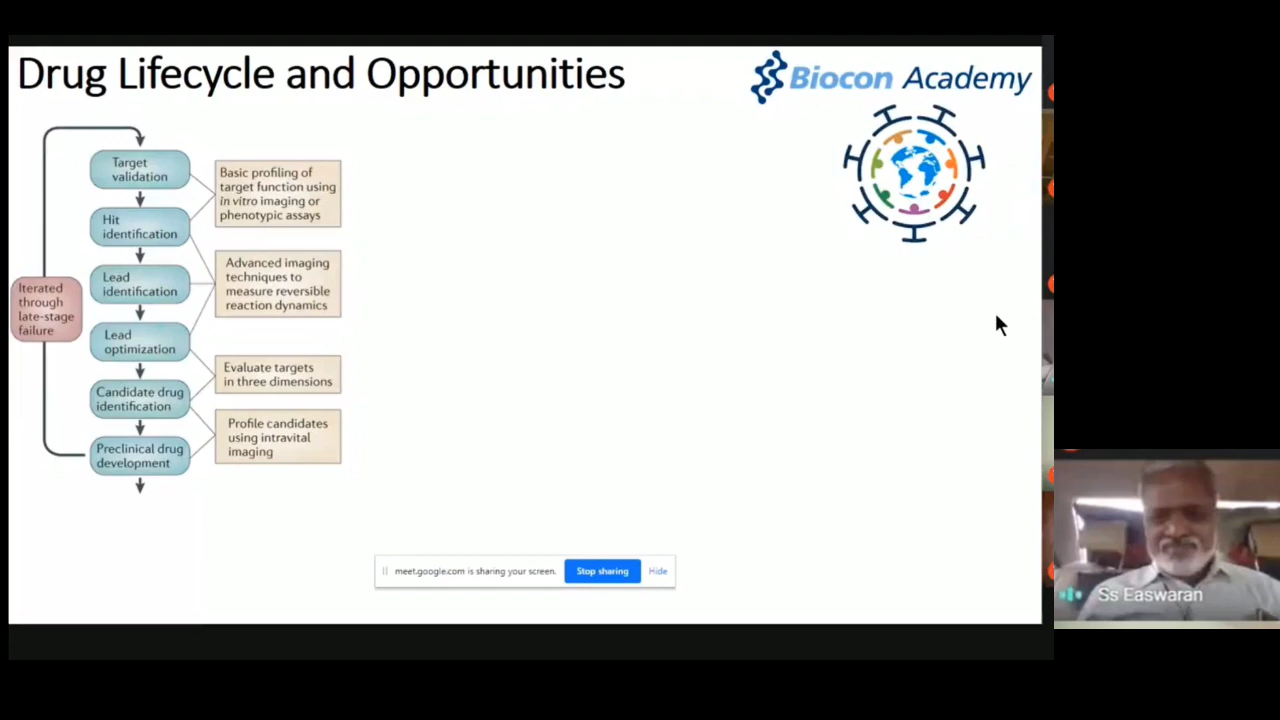 Drug Lifecycle and Opportunities
Biocon Academy
Target
validation
Hit
identification
Lead
identification
Lead
optimization
Candidate drug
identification
Preclinical drug
development
Iterated
through
late-stage
failure
Basic profiling of
target function using
in vitro imaging or
phenotypic assays
Advanced imaging
techniques to
measure reversible
reaction dynamics
Evaluate targets
in three dimensions
Profile candidates
using intravital
imaging
meet.google.com is sharing your screen.
Stop sharing
Hide
Ss Easwaran